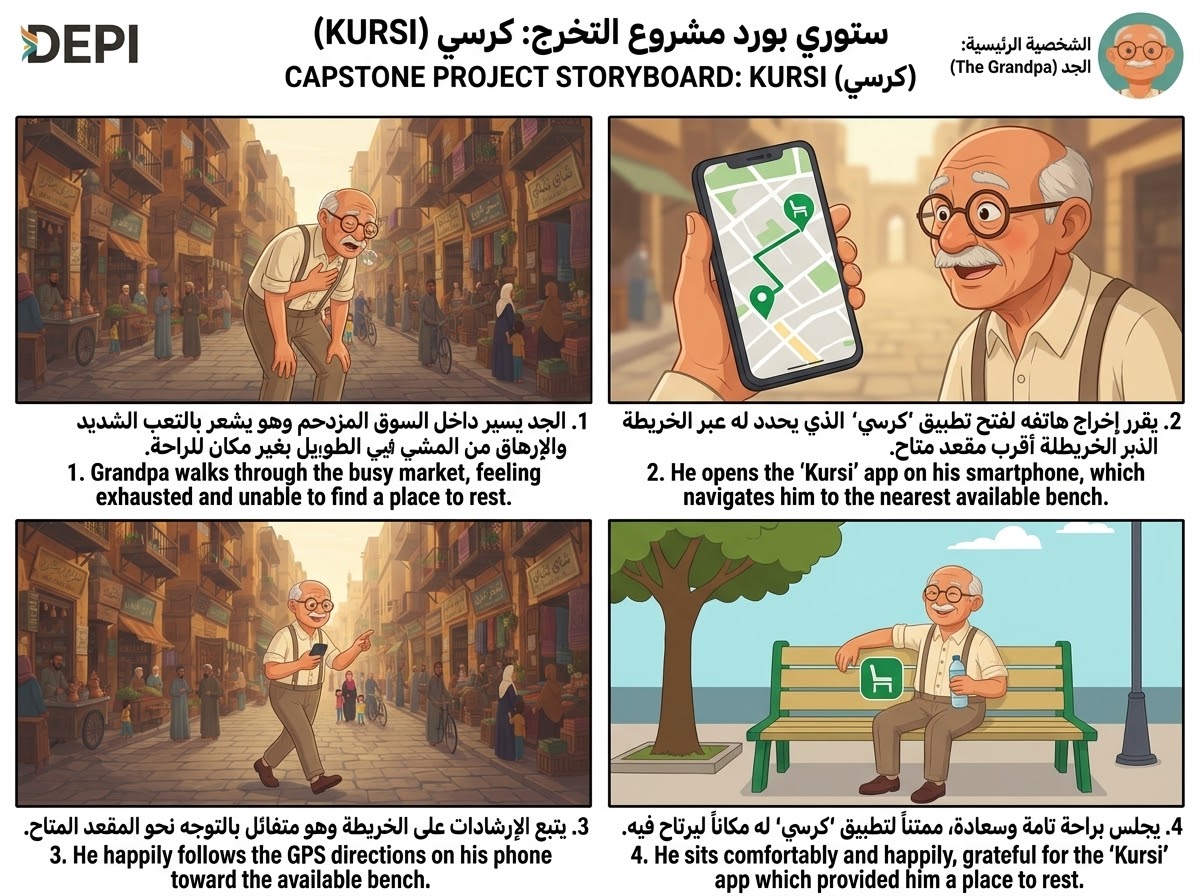 DEPI
ستوري بورد مشروع التخرج: كرسي (KURSI)
CAPSTONE PROJECT STORYBOARD: KURSI (كرسي)
الشخصية الرئيسية:
الجد (The Grandpa)
1. الجد يسير داخل السوق المزدحم وهو يشعر بالتعب الشديد
والإرهاق من المشي الطويل بغير مكان للراحة.
1. Grandpa walks through the busy market, feeling
exhausted and unable to find a place to rest.
2. يقرر إخراج هاتفه لفتح تطبيق ‘كرسي’ الذي يحدد له عبر الخريطة
أقرب مقعد متاح.
2. He opens the ‘Kursi’ app on his smartphone, which
navigates him to the nearest available bench.
3. يتبع الإرشادات على الخريطة وهو متفائل بالتوجه نحو المقعد المتاح.
3. He happily follows the GPS directions on his phone
toward the available bench.
4. يجلس براحة تامة وسعادة، ممتناً لتطبيق ‘كرسي’ له مكاناً ليرتاح فيه.
4. He sits comfortably and happily, grateful for the ‘Kursi’
app which provided him a place to rest.